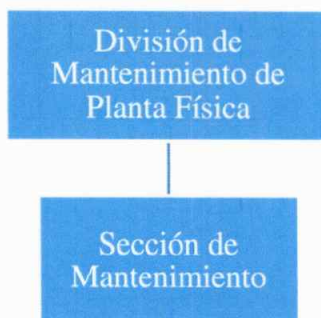 División de
Mantenimiento de
Planta Física
Sección de
Mantenimiento